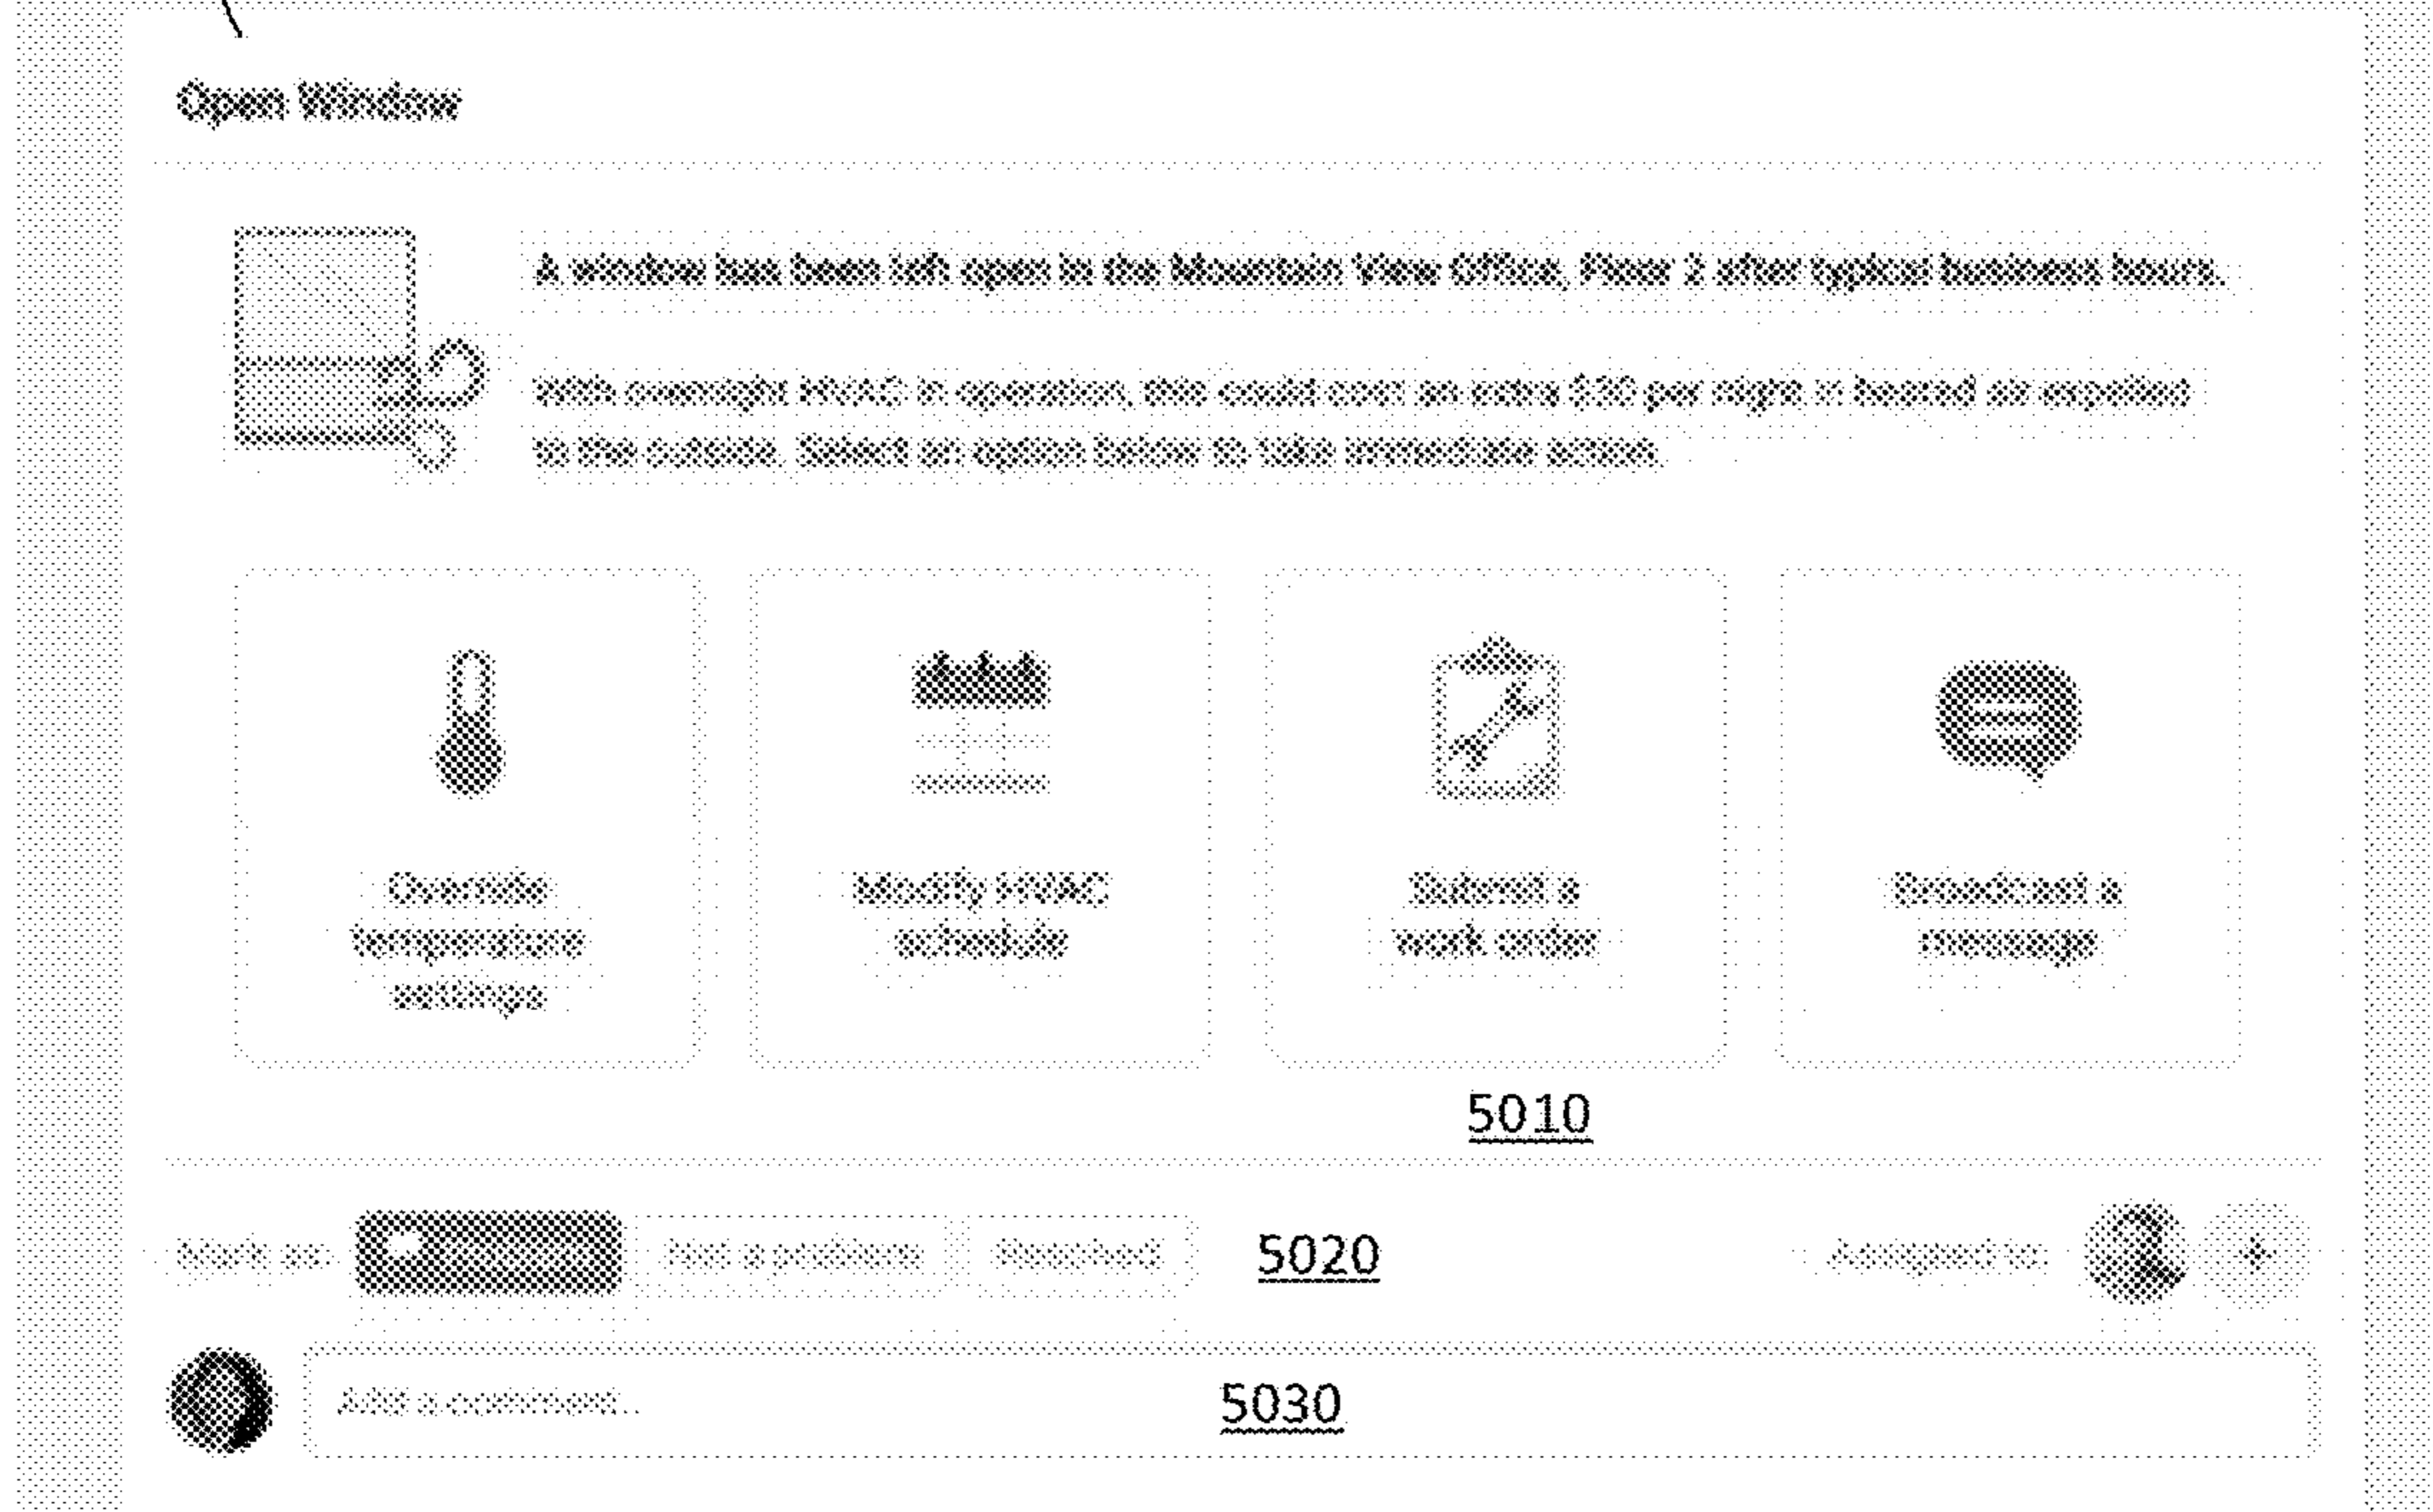 Open Window
A window has been left open in the Mountain View Office, Floor 2 after typical business hours.
With overnight HVAC in operation, this could cost an extra per night in heated air expelled
to the outside. Select an option below to take immediate action.
Override
temperature
settings
Modify HVAC
schedule
Submit a
work order
Broadcast a
message
5010
Mark as: Not a problem Resolved 5020 Assigned to:
Add a comment... 5030